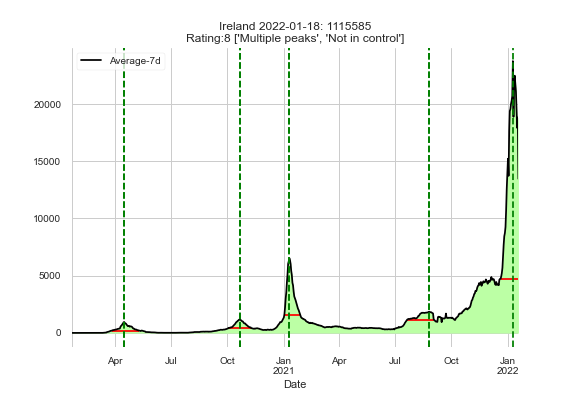 Ireland 2022-01-18: 1115585
Rating:8 ['Multiple peaks', 'Not in control']
Average-7d
20000
15000
10000
5000
0
Apr
Jul
Oct
Jan
2021
Apr
Jul
Oct
Jan
2022
Date